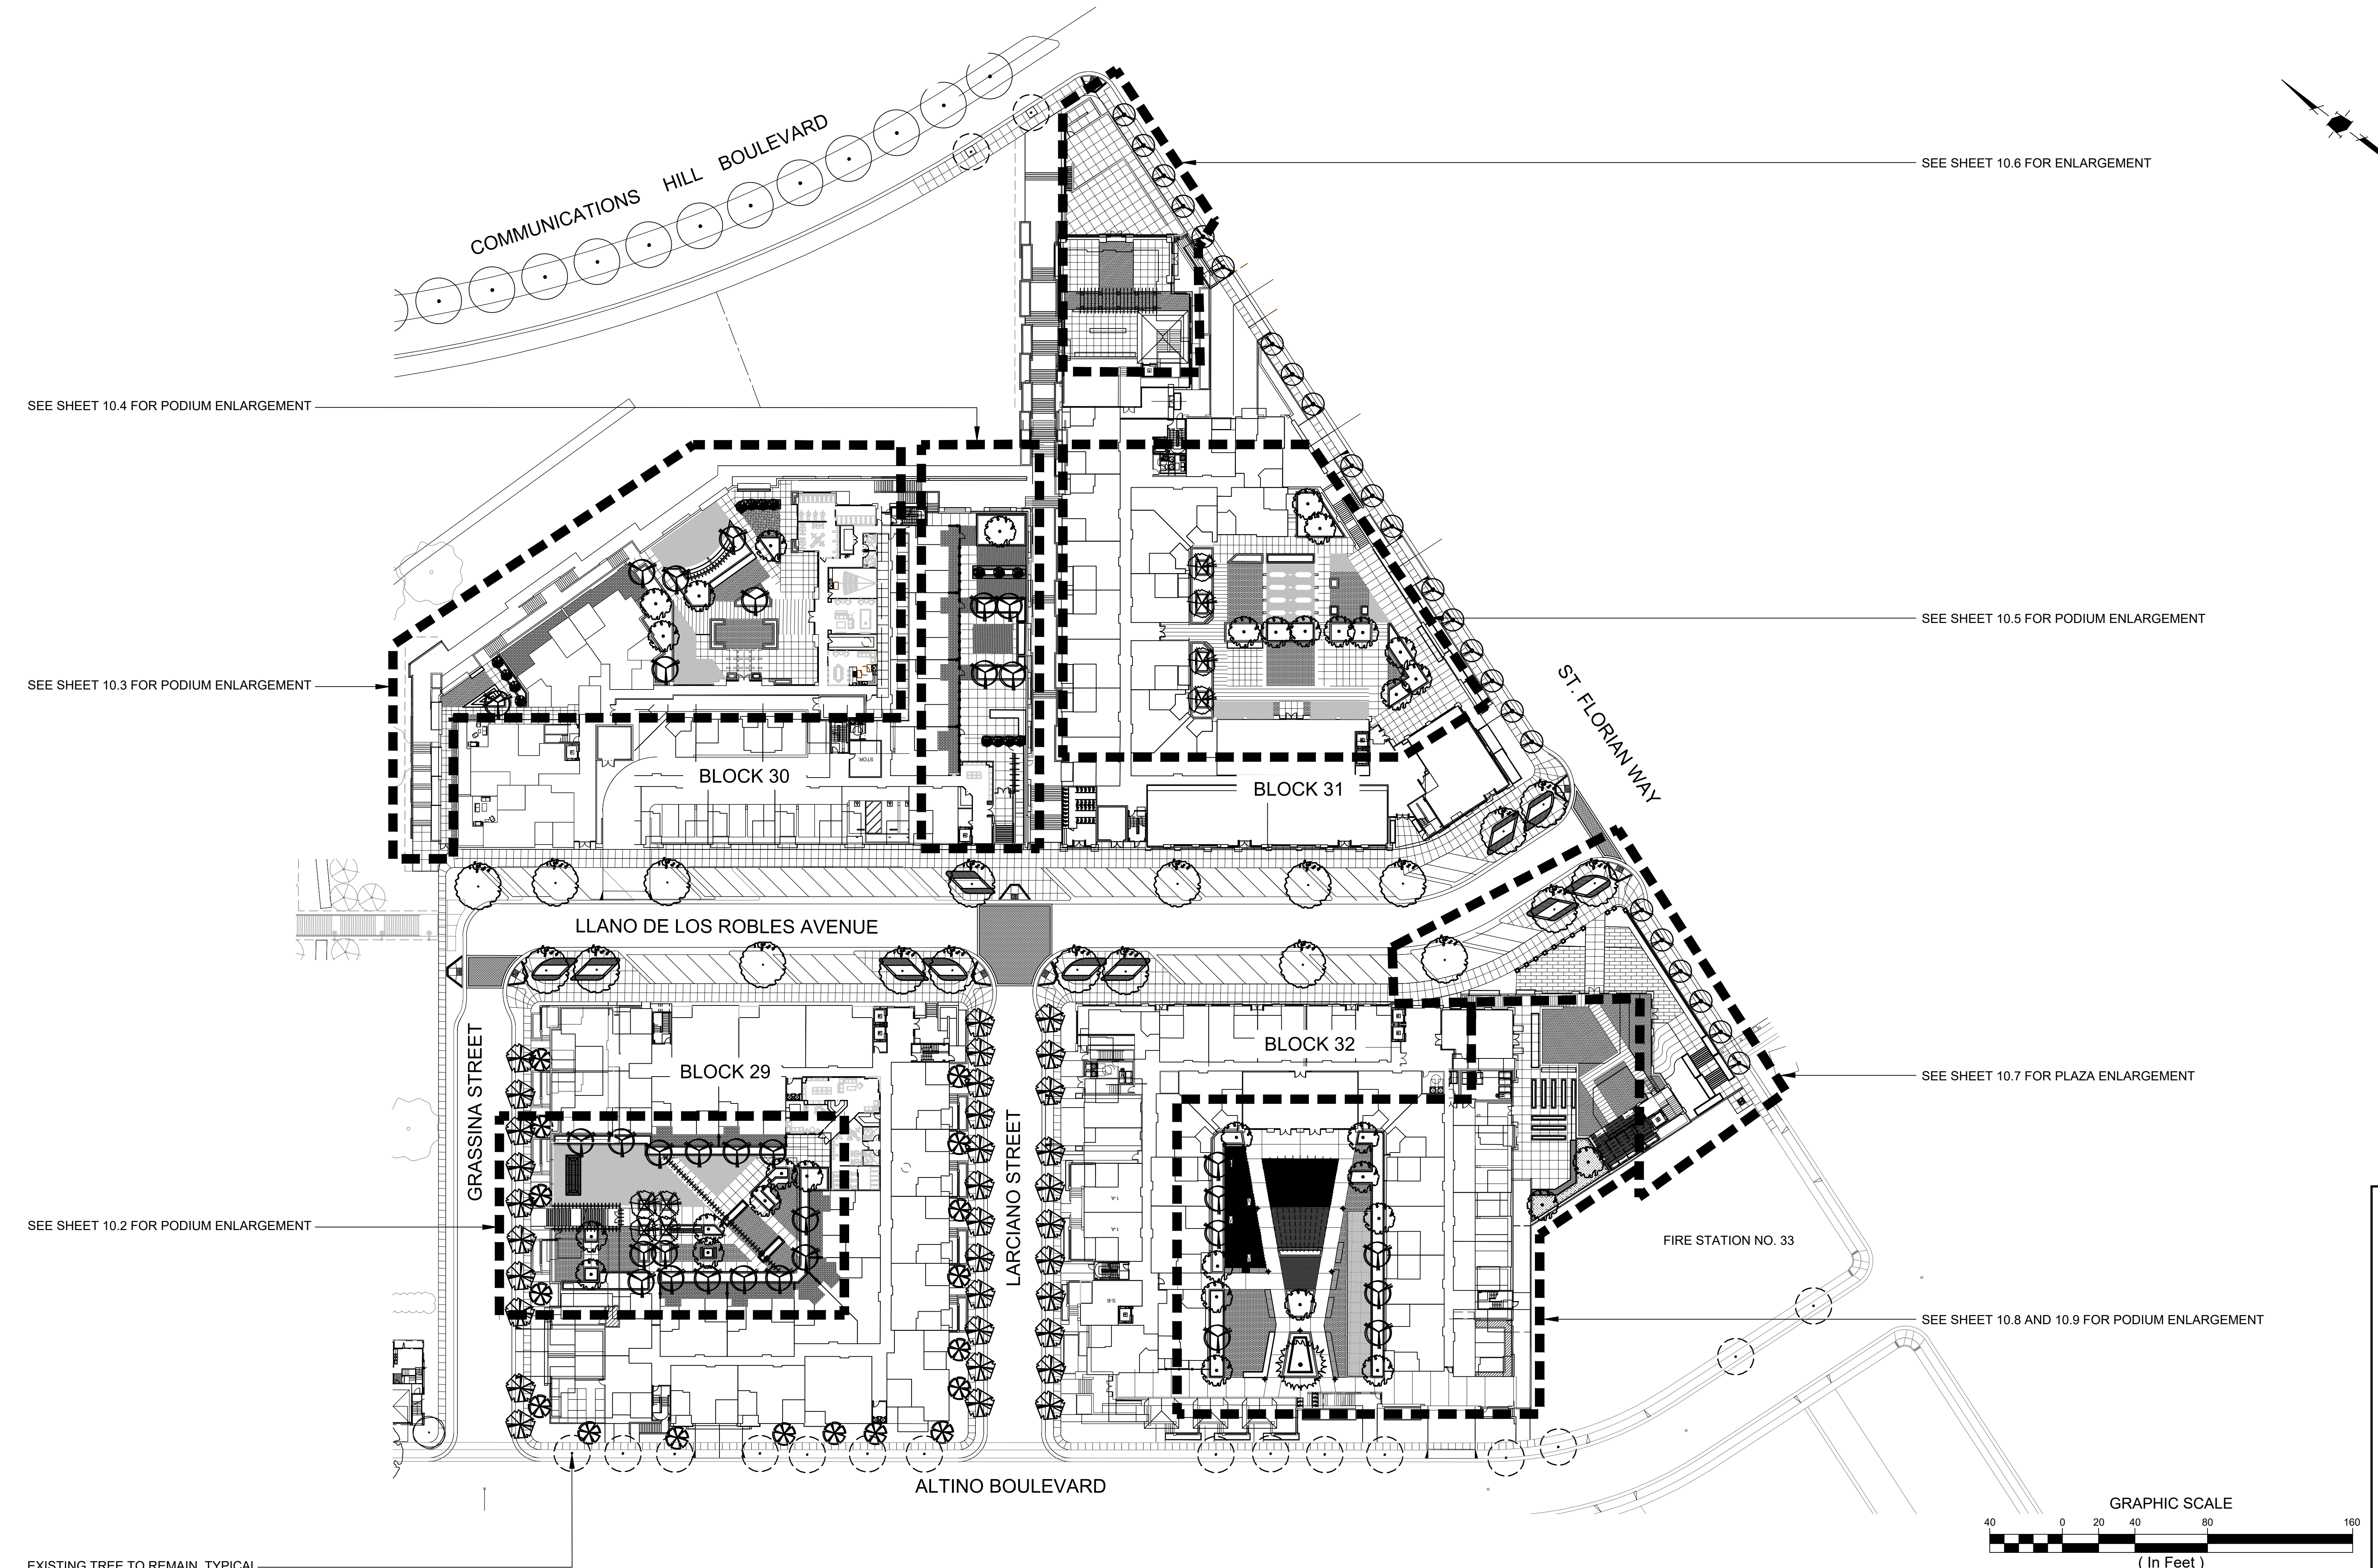 COMMUNICATIONS HILL BOULEVARD
SEE SHEET 10.6 FOR ENLARGEMENT
SEE SHEET 10.4 FOR PODIUM ENLARGEMENT
SEE SHEET 10.5 FOR PODIUM ENLARGEMENT
SEE SHEET 10.3 FOR PODIUM ENLARGEMENT
ST. FLORIAN WAY
STOR.
BLOCK 30
BLOCK 31
LLANO DE LOS ROBLES AVENUE
GRASSINA STREET
BLOCK 29
LARCIANO STREET
BLOCK 32
SEE SHEET 10.7 FOR PLAZA ENLARGEMENT
1-A
1-A
SEE SHEET 10.2 FOR PODIUM ENLARGEMENT
FIRE STATION NO. 33
S-B
SEE SHEET 10.8 AND 10.9 FOR PODIUM ENLARGEMENT
ALTINO BOULEVARD
GRAPHIC SCALE
40 0 20 40 80 160
( In Feet )
EXISTING TREE TO REMAIN, TYPICAL